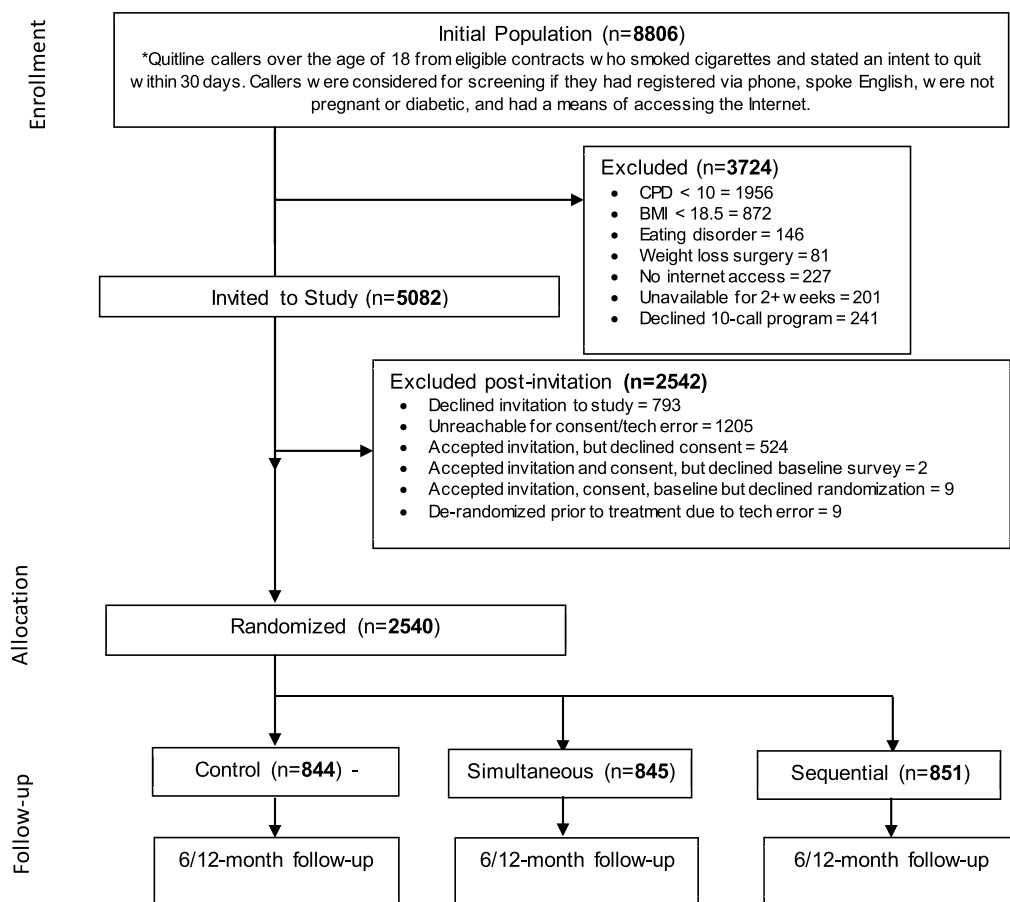 Enrollment
Initial Population (n=8806)
*Quitline callers over the age of 18 from eligible contracts who smoked cigarettes and stated an intent to quit
within 30 days. Callers were considered for screening if they had registered via phone, spoke English, were not
pregnant or diabetic, and had a means of accessing the Internet.
Excluded (n=3724)
• CPD < 10 = 1956
• BMI < 18.5 = 872
• Eating disorder = 146
• Weight loss surgery = 81
• No internet access = 227
• Unavailable for 2+ weeks = 201
• Declined 10-call program = 241
Invited to Study (n=5082)
Excluded post-invitation (n=2542)
• Declined invitation to study = 793
• Unreachable for consent/tech error = 1205
• Accepted invitation, but declined consent = 524
• Accepted invitation and consent, but declined baseline survey = 2
• Accepted invitation, consent, baseline but declined randomization = 9
• De-randomized prior to treatment due to tech error = 9
Allocation
Randomized (n=2540)
Follow-up
Control (n=844) -
Simultaneous (n=845)
Sequential (n=851)
6/12-month follow-up
6/12-month follow-up
6/12-month follow-up